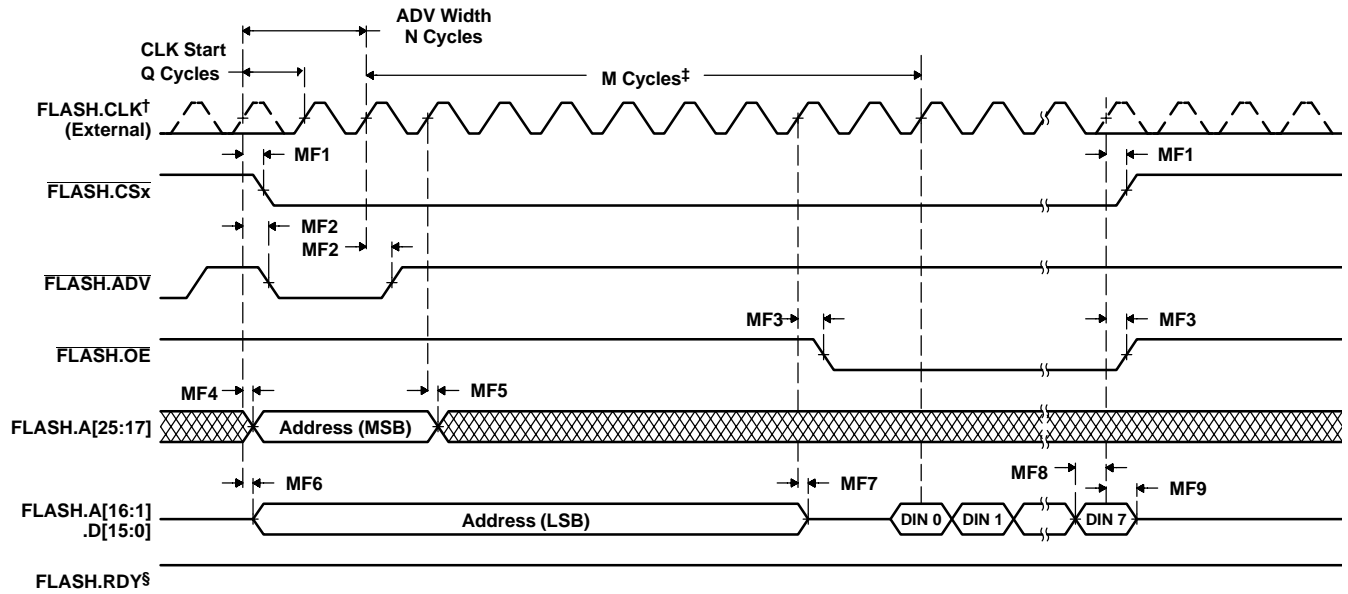 ADV Width
N Cycles
CLK Start
Q Cycles
M Cycles‡
FLASH.CLK†
(External)
MF1
MF1
FLASH.CSx
MF2
MF2
FLASH.ADV
MF3
MF3
FLASH.OE
MF4
MF5
FLASH.A[25:17]
Address (MSB)
MF6
MF7
MF8
MF9
FLASH.A[16:1]
.D[15:0]
Address (LSB)
DIN 0
DIN 1
DIN 7
FLASH.RDY§